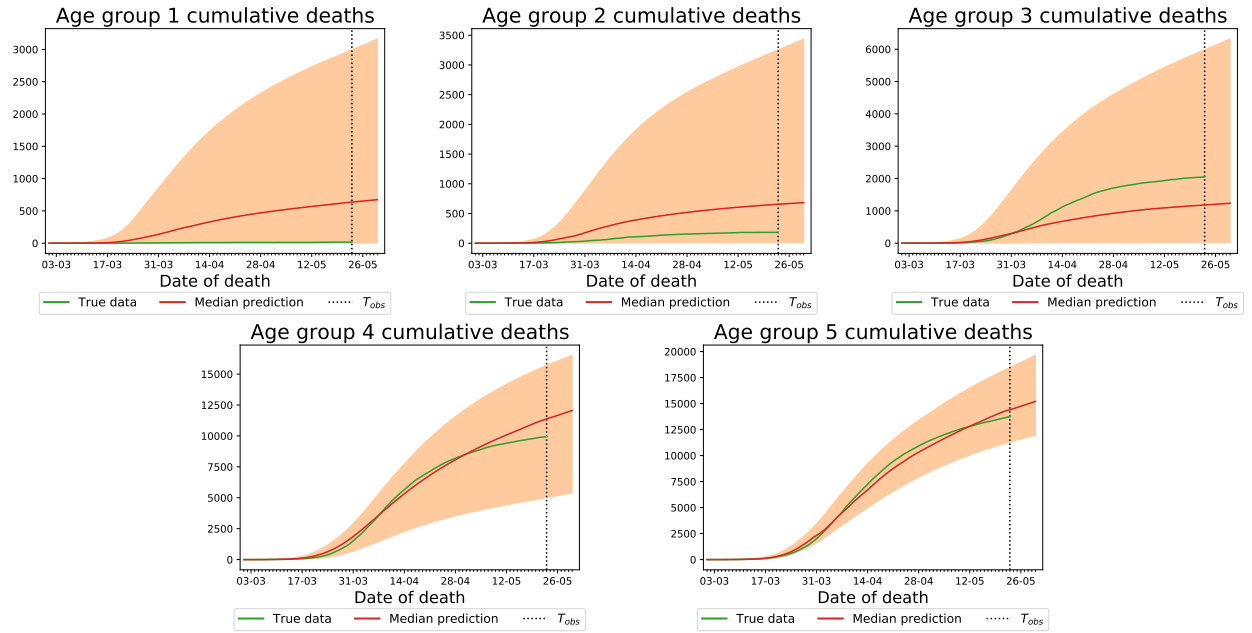 Age group 1 cumulative deaths
3000
2500
2000
1500
1000
500
0
03-03 17-03 31-03 14-04 28-04 12-05 26-05
Date of death
True data Median prediction T_obs
Age group 2 cumulative deaths
3500
3000
2500
2000
1500
1000
500
0
03-03 17-03 31-03 14-04 28-04 12-05 26-05
Date of death
True data Median prediction T_obs
Age group 3 cumulative deaths
6000
5000
4000
3000
2000
1000
0
03-03 17-03 31-03 14-04 28-04 12-05 26-05
Date of death
True data Median prediction T_obs
Age group 4 cumulative deaths
15000
12500
10000
7500
5000
2500
0
03-03 17-03 31-03 14-04 28-04 12-05 26-05
Date of death
True data Median prediction T_obs
Age group 5 cumulative deaths
20000
17500
15000
12500
10000
7500
5000
2500
0
03-03 17-03 31-03 14-04 28-04 12-05 26-05
Date of death
True data Median prediction T_obs